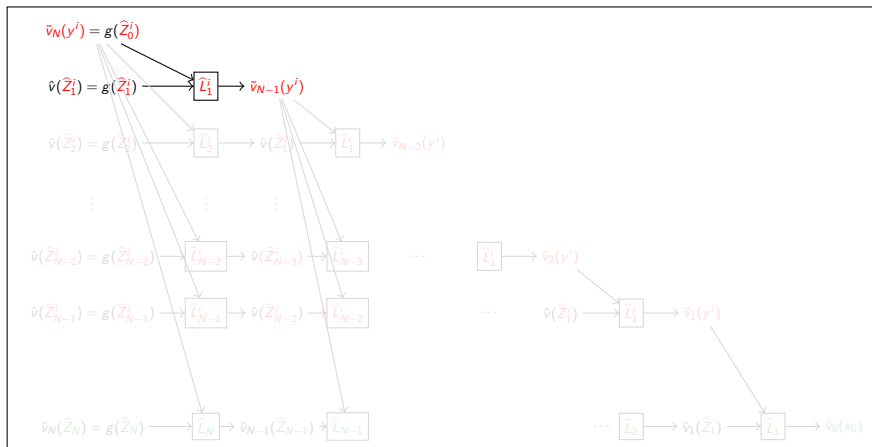 ṽ_N(y^i) = g(Ẑ_0^i)
v̂(Ẑ_1^i) = g(Ẑ_1^i) L̂_1^i ṽ_{N−1}(y^i)
v̂(Ẑ_2^i) = g(Ẑ_2^i) L̂_2^i v̂(Ẑ_1^i) L̂_1^i ṽ_{N−2}(y^i)
⋮ ⋮ ⋮
v̂(Ẑ_{N−2}^i) = g(Ẑ_{N−2}^i) L̂_{N−2}^i v̂(Ẑ_{N−3}^i) L̂_{N−3}^i ⋯ L̂_1^i ṽ_2(y^i)
v̂(Ẑ_{N−1}^i) = g(Ẑ_{N−1}^i) L̂_{N−1}^i v̂(Ẑ_{N−2}^i) L̂_{N−2}^i ⋯ v̂(Ẑ_1^i) L̂_1^i ṽ_1(y^i)
v̂_N(Ẑ_N) = g(Ẑ_N) L̂_N v̂_{N−1}(Ẑ_{N−1}) L̂_{N−1} ⋯ L̂_2 v̂_1(Ẑ_1) L̂_1 v̂_0(x_0)